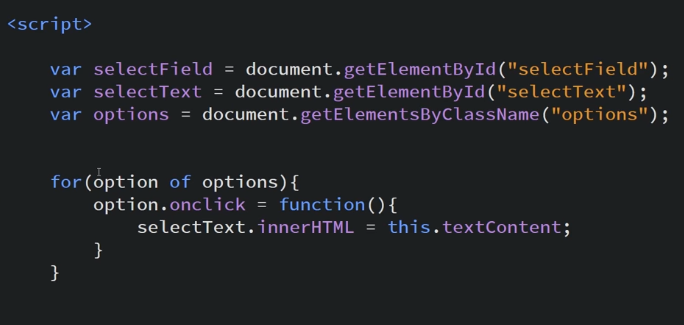 <script>
var selectField = document.getElementById("selectField");
var selectText = document.getElementById("selectText");
var options = document.getElementsByClassName("options");
for(option of options){
option.onclick = function(){
selectText.innerHTML = this.textContent;
}
}